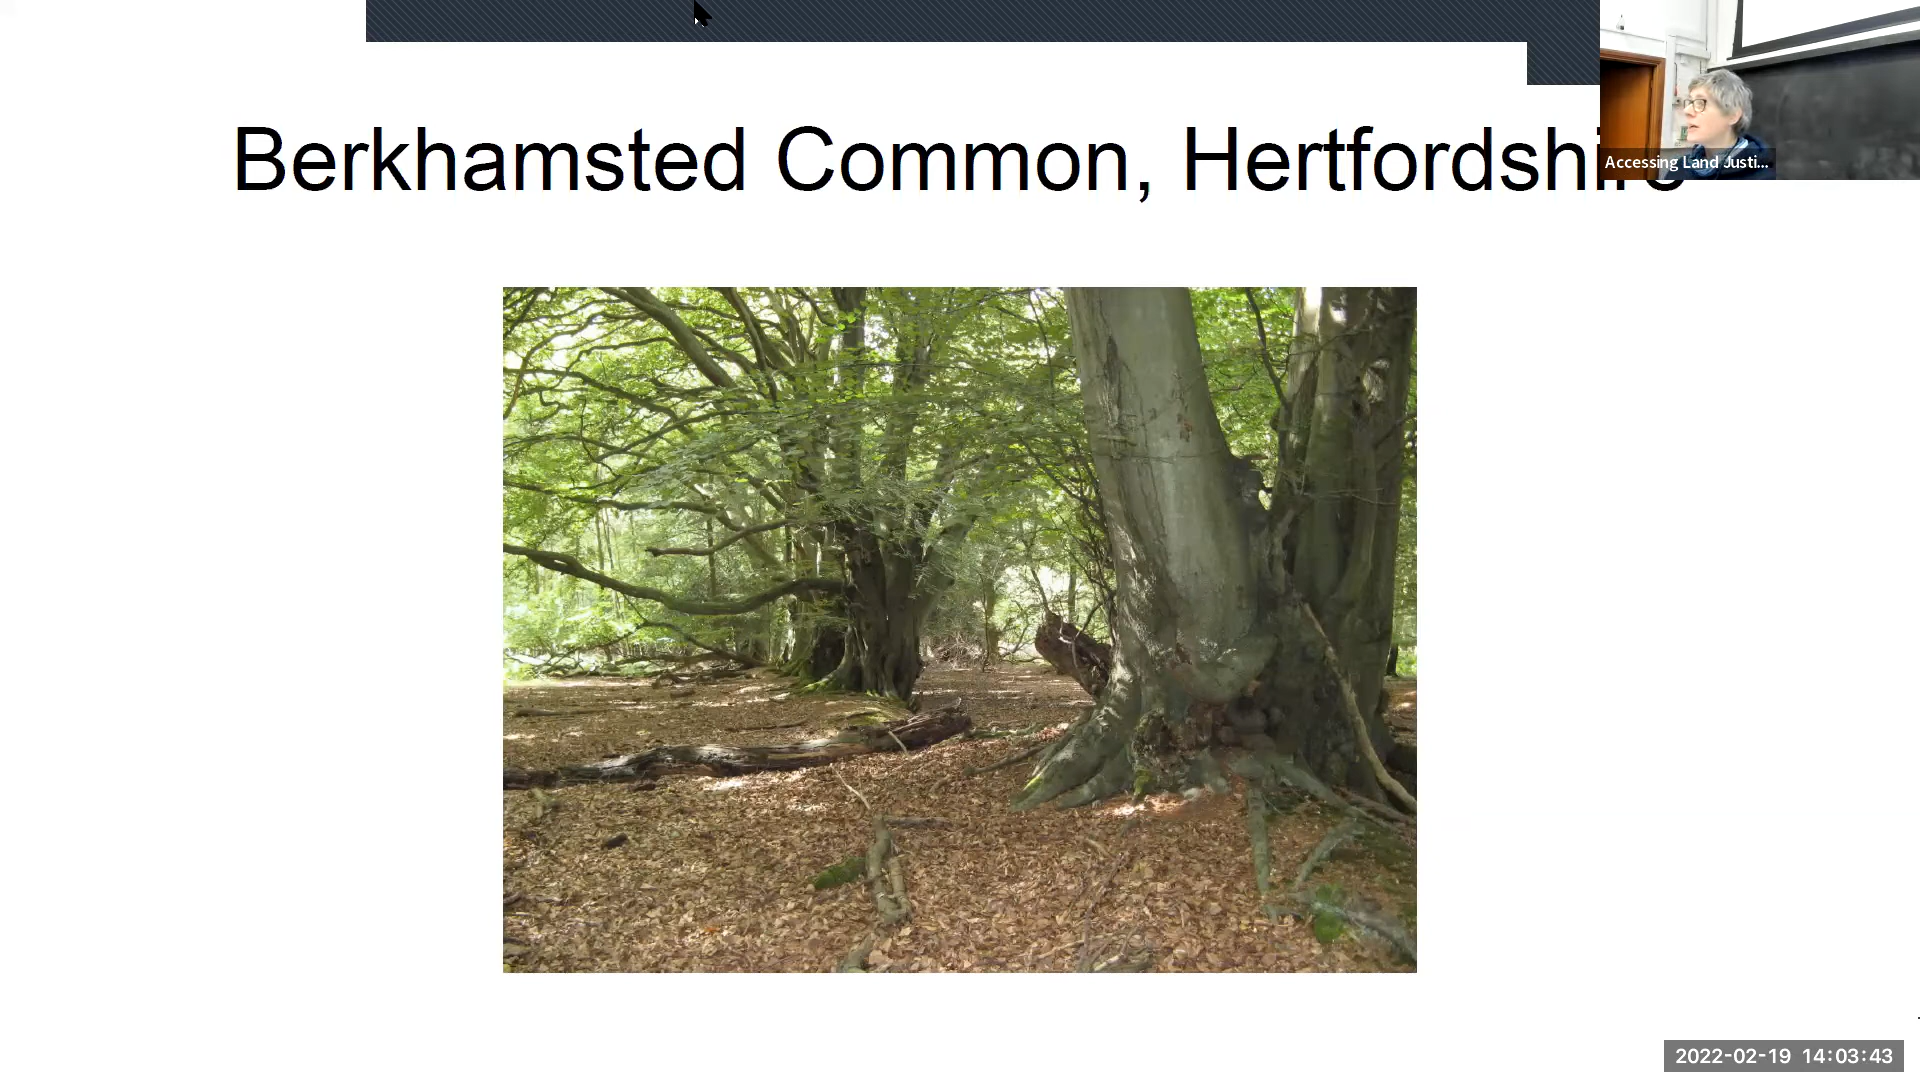 Berkhamsted Common, Hertfordshire
Accessing Land Justi...
2022-02-19 14:03:43